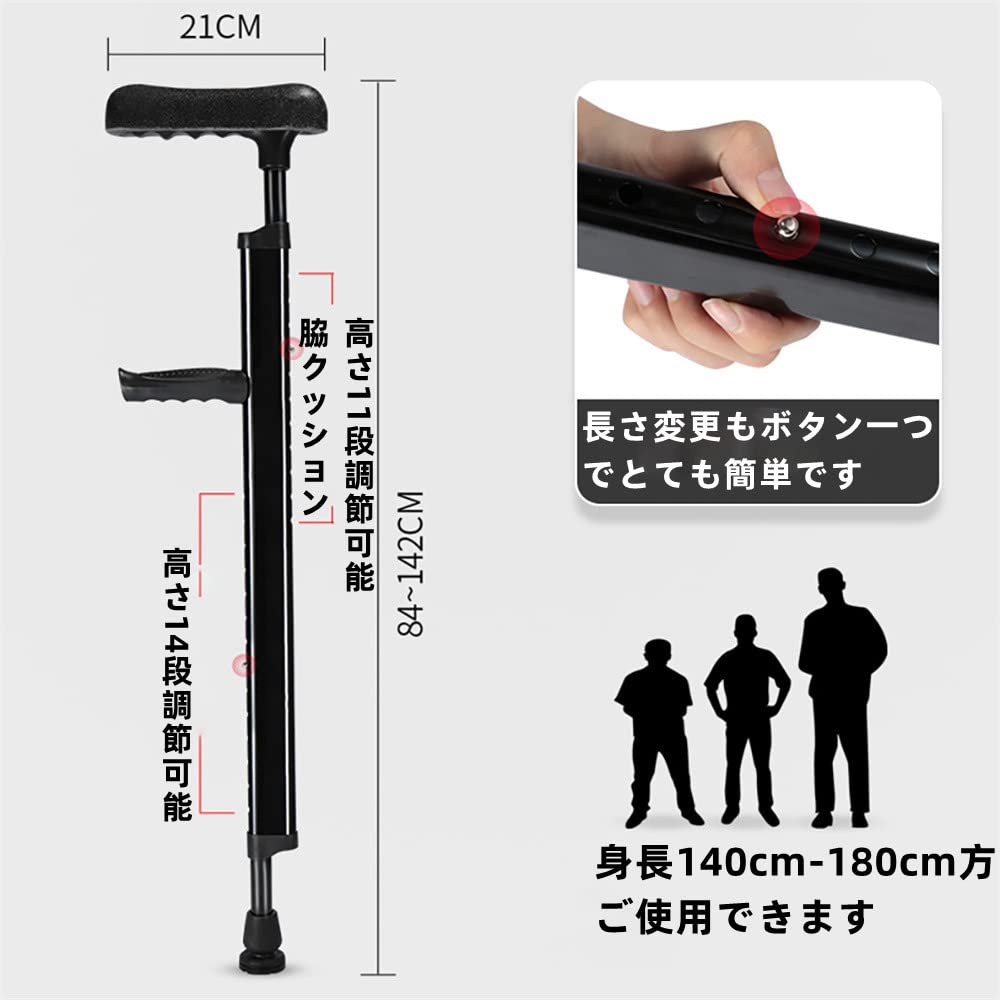 21CM
脇クッション
高さ11段調節可能
84~142CM
高さ14段調節可能
長さ変更もボタン一つ
でとても簡単です
身長140cm-180cm方
ご使用できます